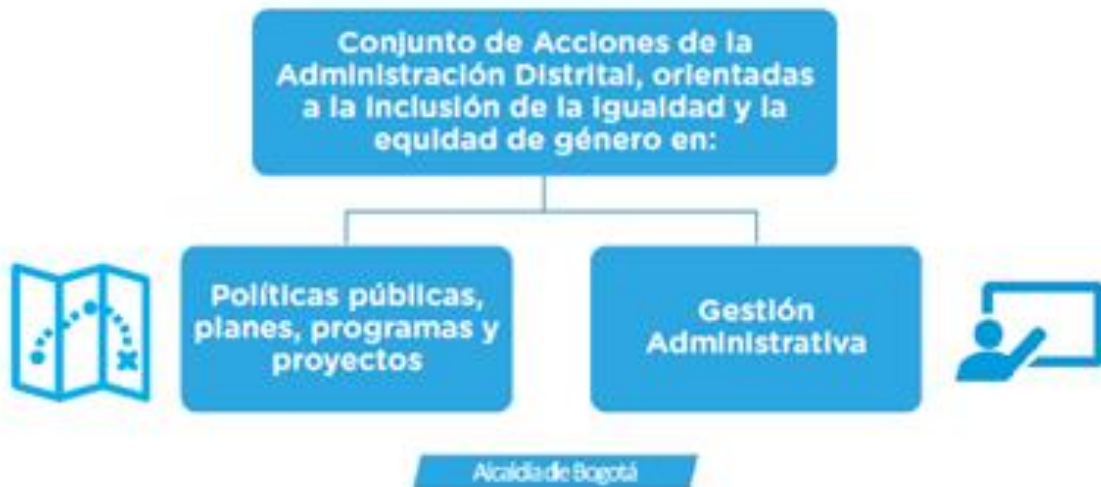 Conjunto de Acciones de la
Administración Distrital, orientadas
a la inclusión de la igualdad y la
equidad de género en:
Políticas públicas,
planes, programas y
proyectos
Gestión
Administrativa
Alcaldía de Bogotá